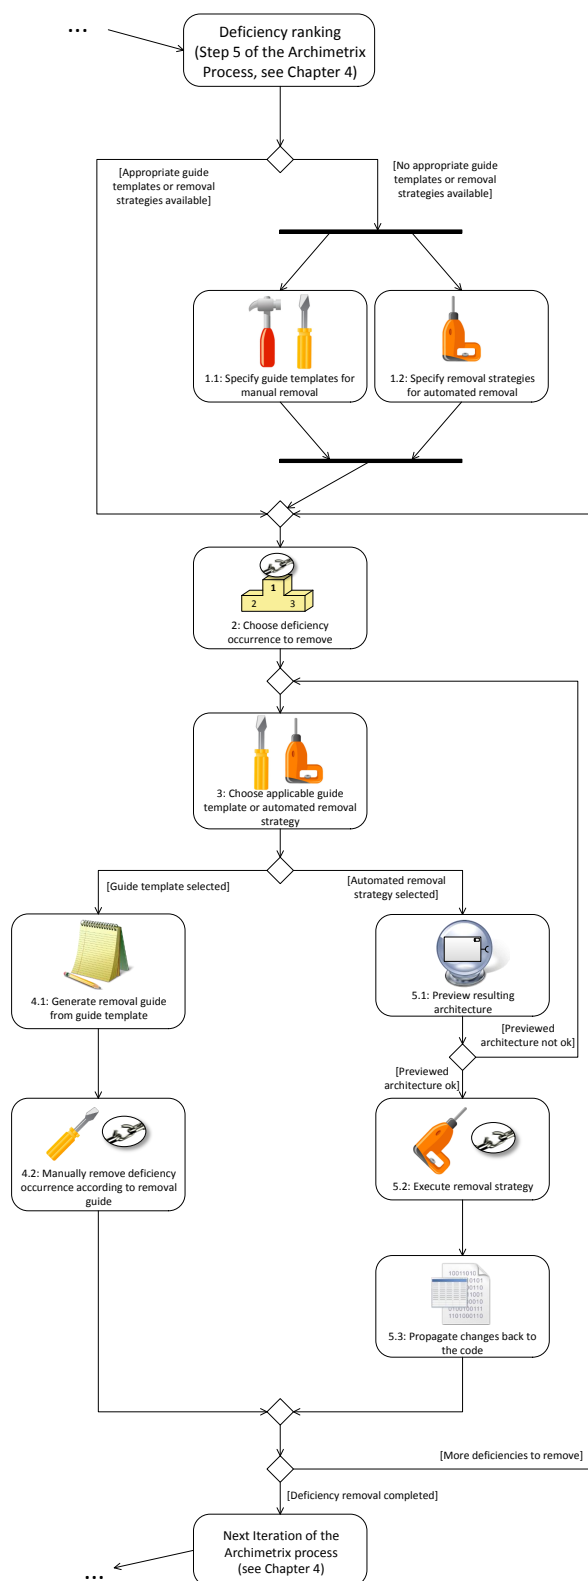 ...
Deficiency ranking
(Step 5 of the Archimetrix
Process, see Chapter 4)
[Appropriate guide
templates or removal
strategies available]
[No appropriate guide
templates or removal
strategies available]
1.1: Specify guide templates for
manual removal
1.2: Specify removal strategies
for automated removal
1
2
3
2: Choose deficiency
occurrence to remove
3: Choose applicable guide
template or automated removal
strategy
[Guide template selected]
[Automated removal
strategy selected]
4.1: Generate removal guide
from guide template
5.1: Preview resulting
architecture
[Previewed
architecture not ok]
[Previewed
architecture ok]
4.2: Manually remove deficiency
occurrence according to removal
guide
5.2: Execute removal strategy
10011010
0100100111
1101000110
5.3: Propagate changes back to
the code
[More deficiencies to remove]
[Deficiency removal completed]
Next Iteration of the
Archimetrix process
(see Chapter 4)
...